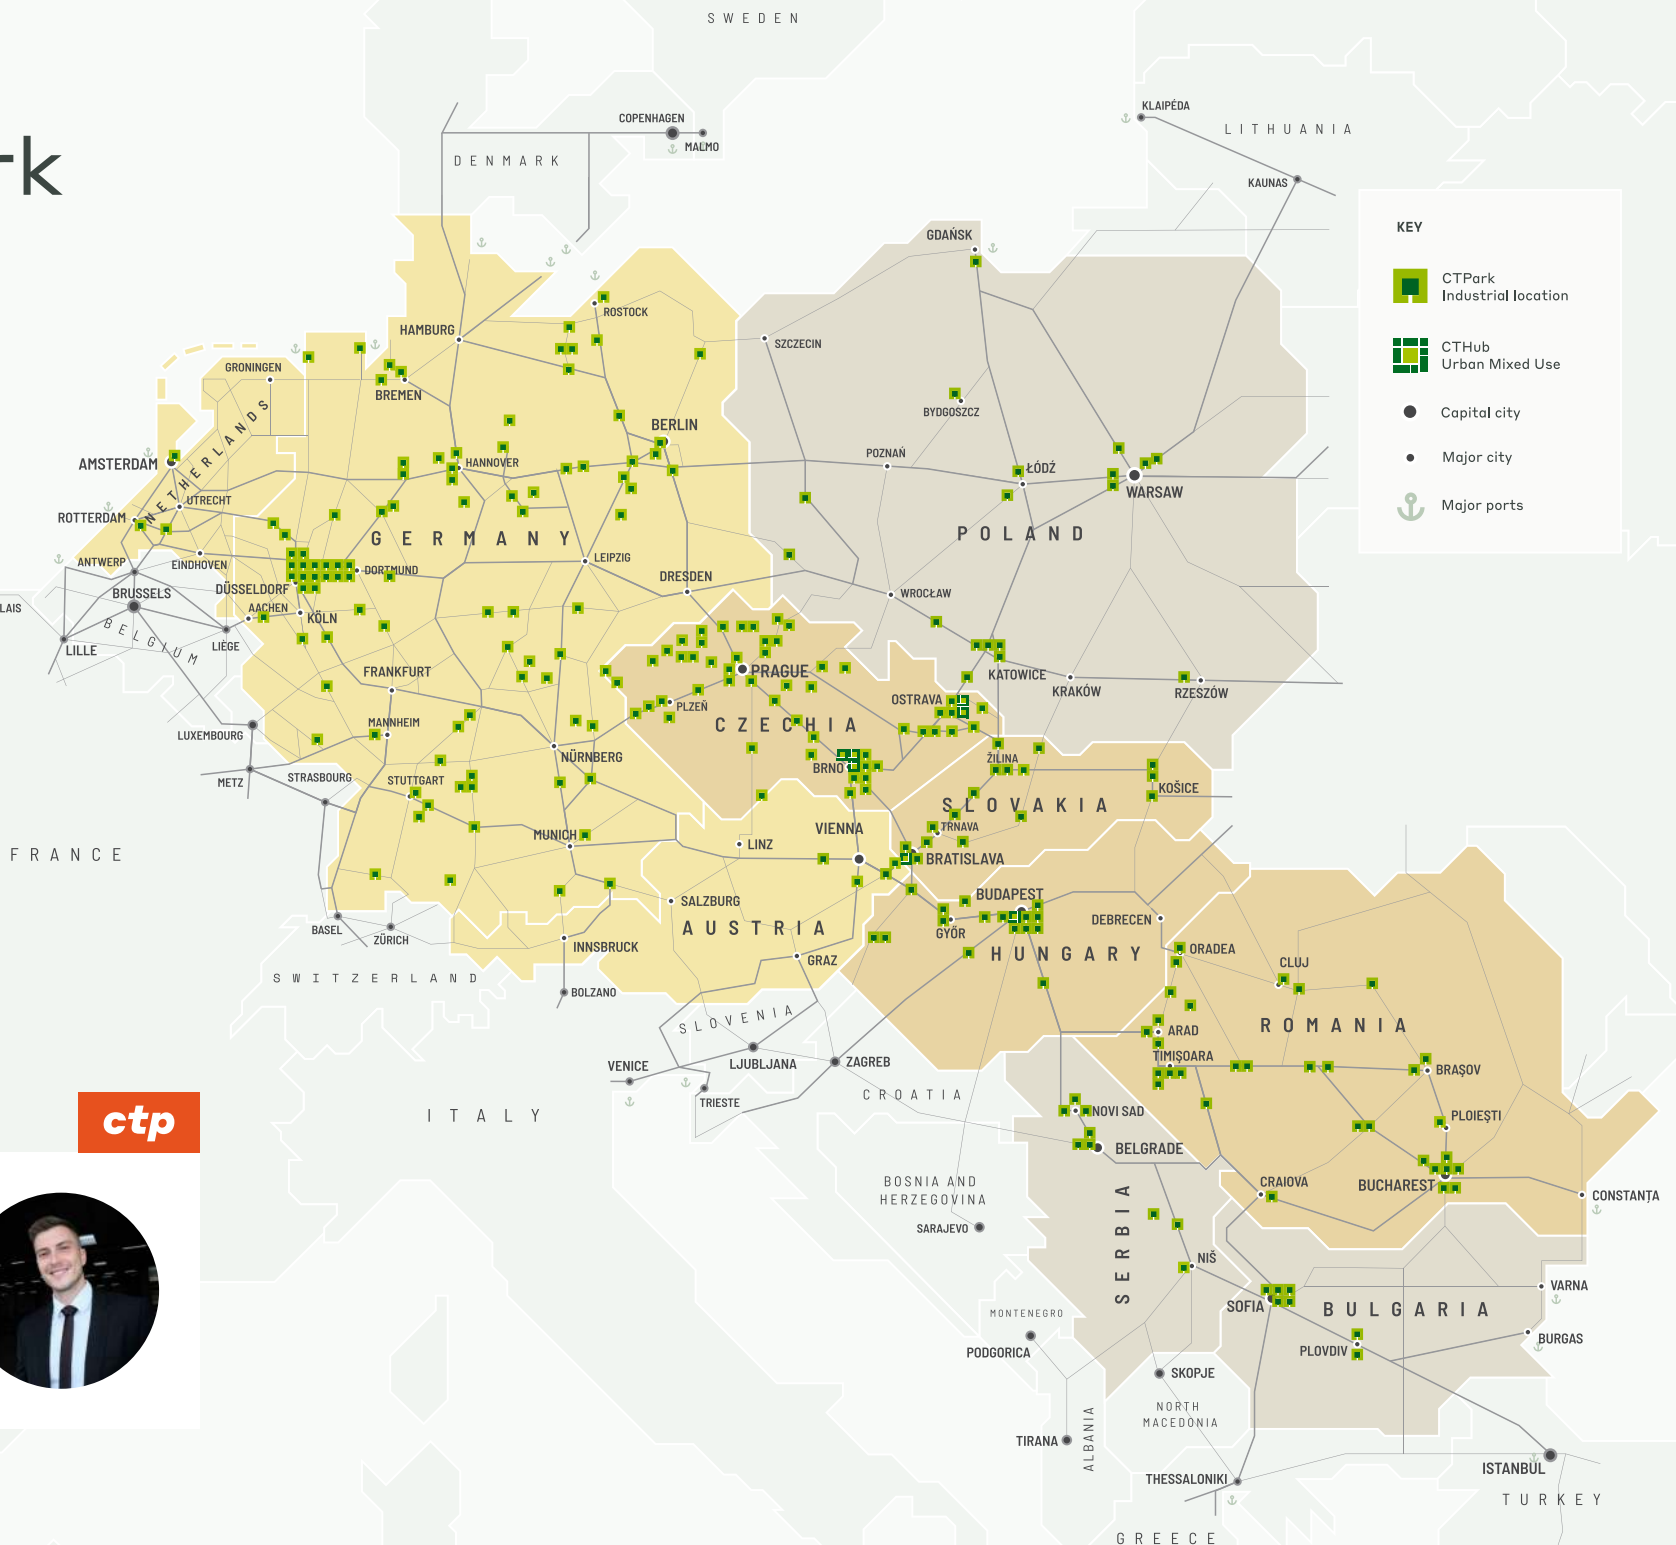 SWEDEN
KLAIPĖDA
LITHUANIA
COPENHAGEN
MALMO
DENMARK
rk
KAUNAS
KEY
CTPark
Industrial location
CTHub
Urban Mixed Use
Capital city
Major city
Major ports
GDAŃSK
ROSTOCK
HAMBURG
SZCZECIN
GRONINGEN
BREMEN
BYDGOSZCZ
BERLIN
NETHERLANDS
AMSTERDAM
HANNOVER
POZNAŃ
ŁÓDŹ
WARSAW
UTRECHT
ROTTERDAM
GERMANY
POLAND
ANTWERP
EINDHOVEN
DORTMUND
LEIPZIG
DRESDEN
BRUSSELS
DÜSSELDORF
WROCŁAW
LAIS
AACHEN
KÖLN
BELGIUM
LIÈGE
LILLE
FRANKFURT
PRAGUE
KATOWICE
KRAKÓW
RZESZÓW
OSTRAVA
PLZEŇ
MANNHEIM
CZECHIA
LUXEMBOURG
NÜRNBERG
ŽILINA
BRNO
METZ
STRASBOURG
STUTTGART
KOŠICE
SLOVAKIA
TRNAVA
VIENNA
MUNICH
LINZ
FRANCE
BRATISLAVA
BUDAPEST
SALZBURG
DEBRECEN
AUSTRIA
BASEL
ZÜRICH
GYŐR
INNSBRUCK
HUNGARY
ORADEA
GRAZ
CLUJ
SWITZERLAND
BOLZANO
SLOVENIA
ROMANIA
ARAD
TIMIȘOARA
VENICE
LJUBLJANA
ZAGREB
BRAȘOV
TRIESTE
CROATIA
ITALY
NOVI SAD
PLOIEȘTI
ctp
BELGRADE
BOSNIA AND
HERZEGOVINA
CRAIOVA
BUCHAREST
CONSTANȚA
SARAJEVO
SERBIA
NIŠ
VARNA
SOFIA
BULGARIA
MONTENEGRO
BURGAS
PODGORICA
PLOVDIV
SKOPJE
NORTH
MACEDONIA
ALBANIA
TIRANA
ISTANBUL
THESSALONIKI
TURKEY
GREECE